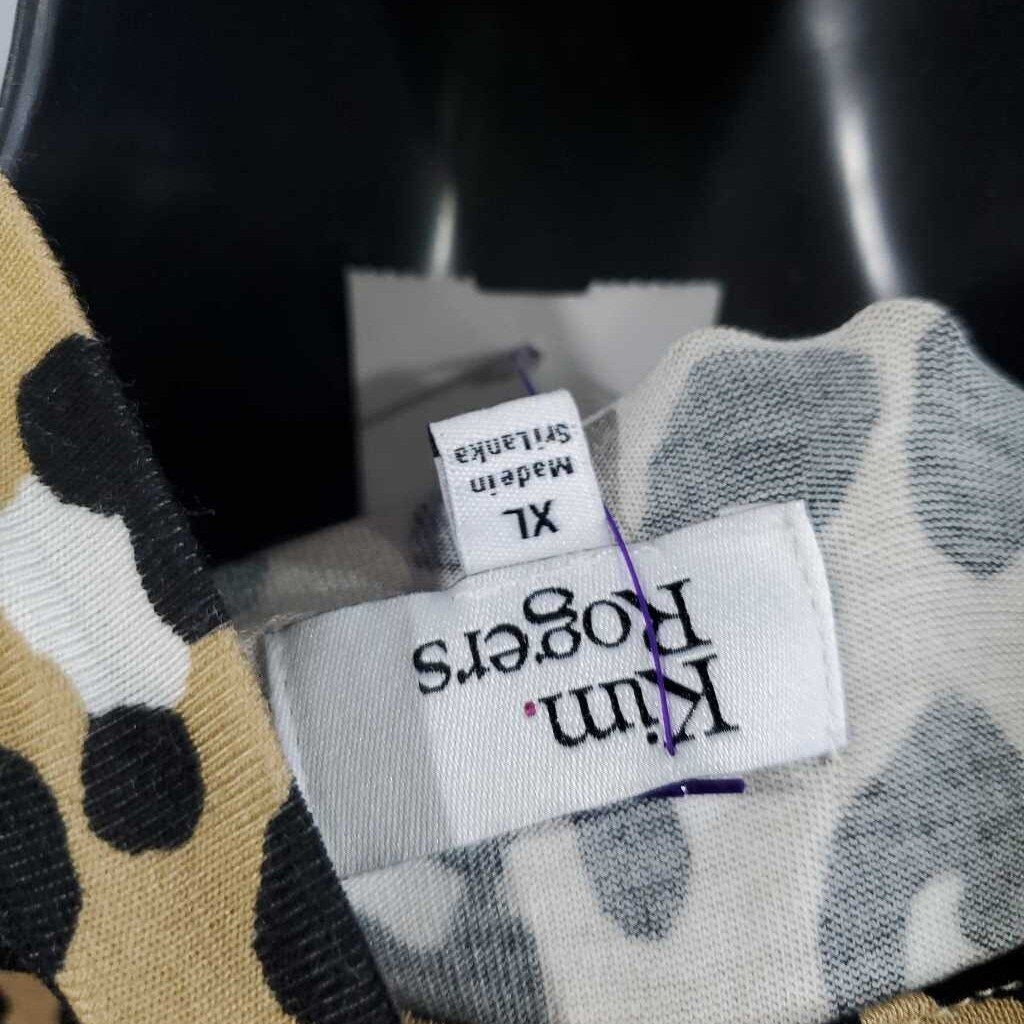 Kim.
Rogers
XL
Made in
Sri Lanka